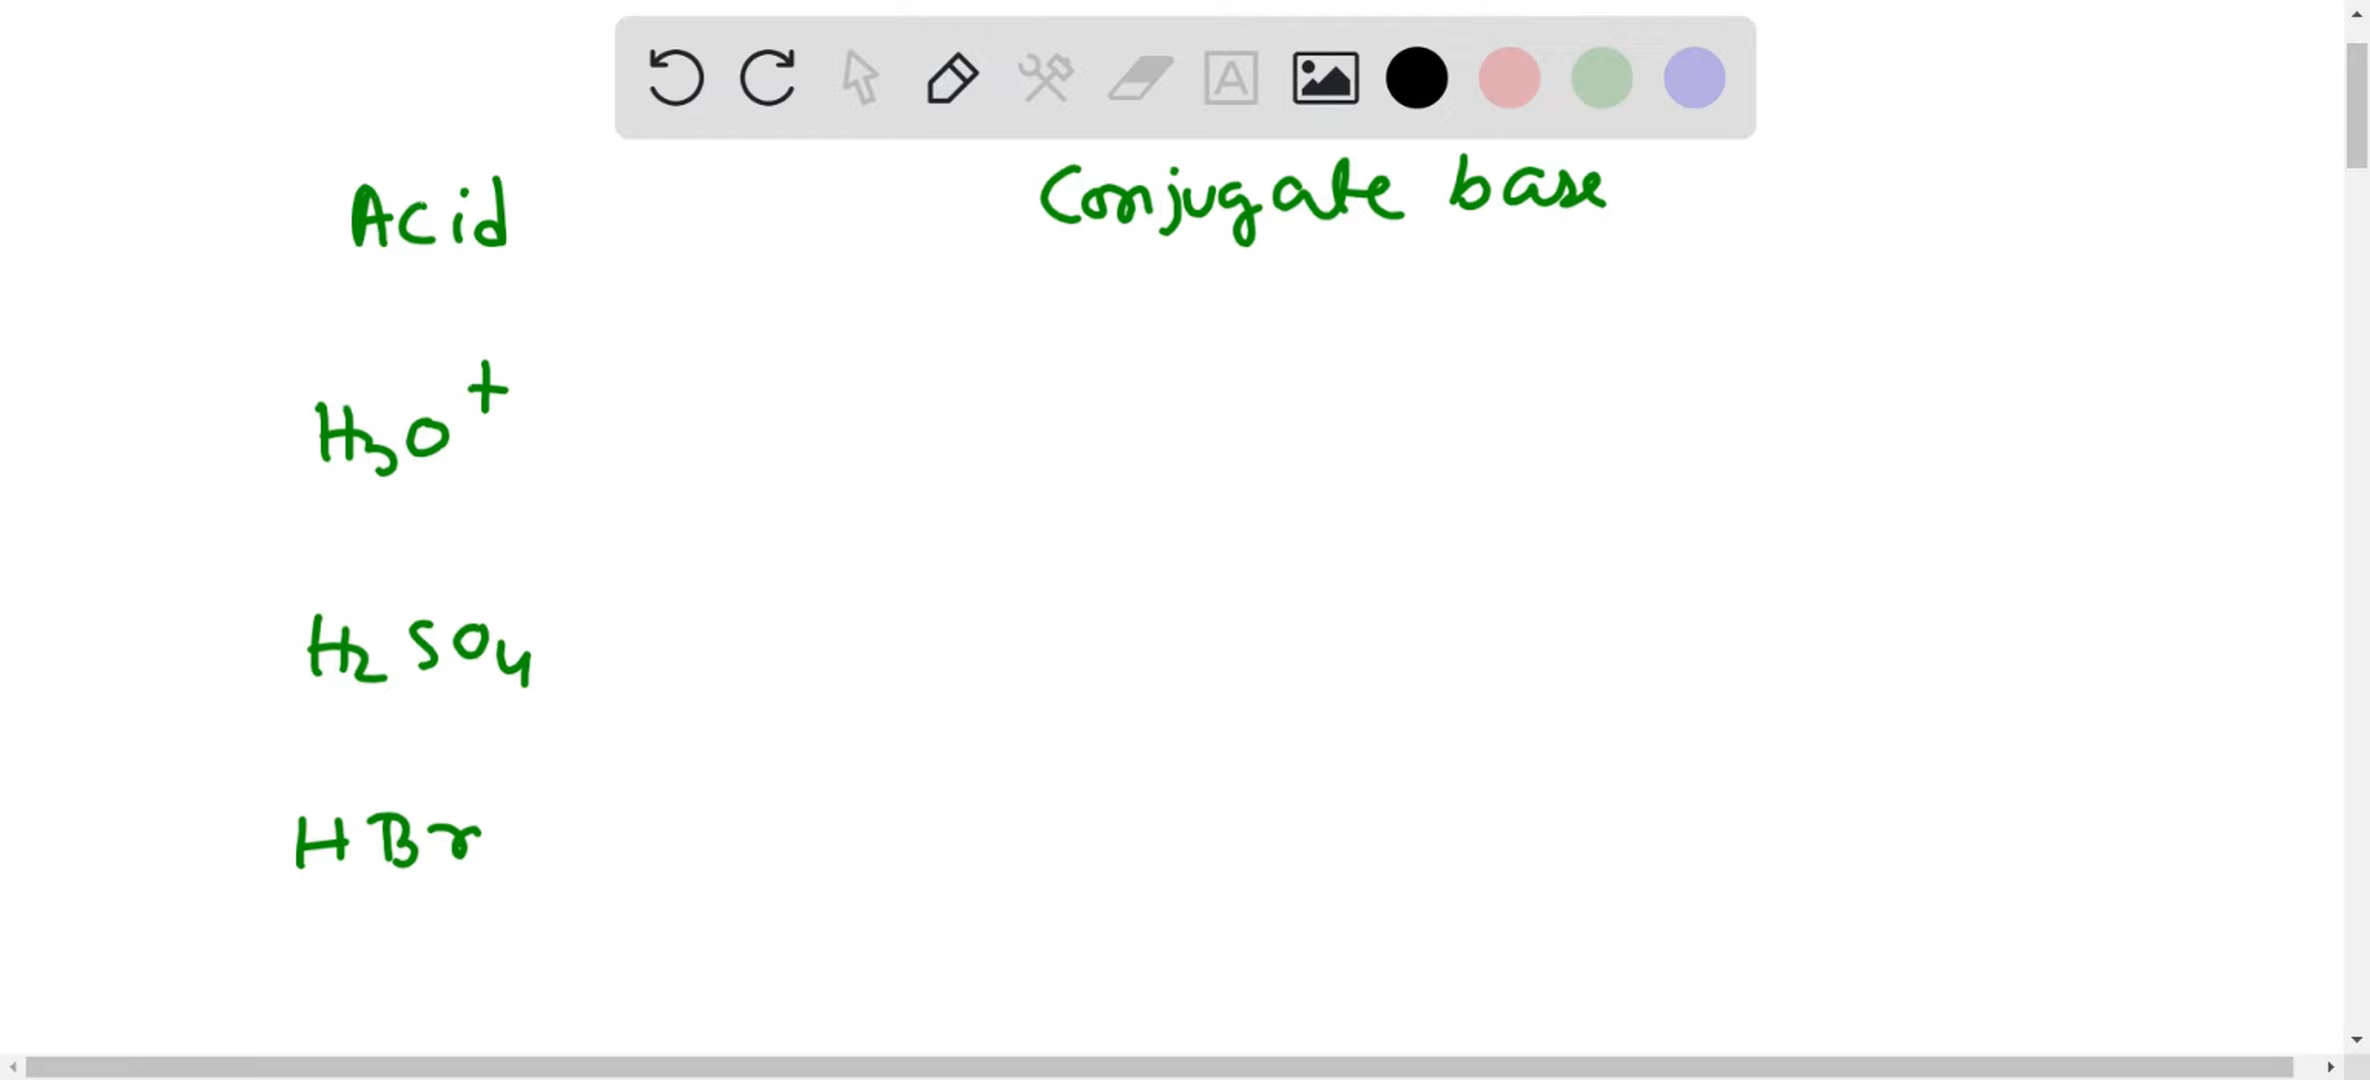 Acid Conjugate base
H₃O⁺
H₂SO₄
HBr